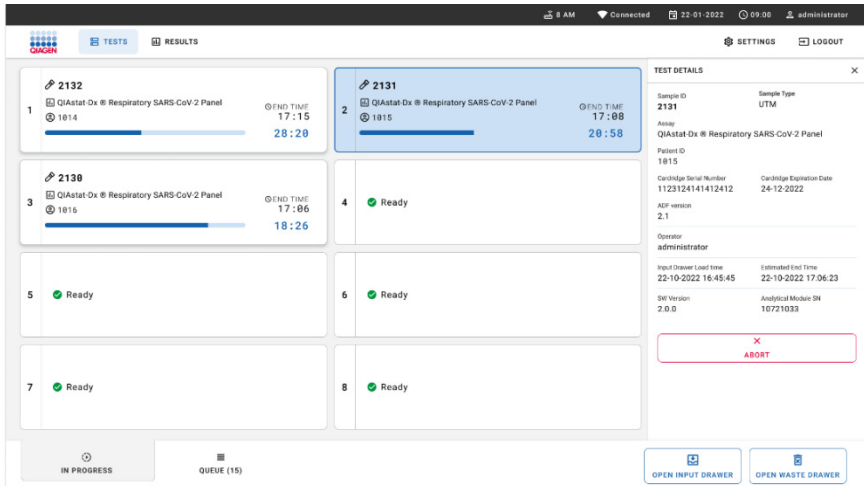 8 AM Connected 22-01-2022 09:00 administrator
QIAGEN TESTS RESULTS SETTINGS LOGOUT
1
2132
QIAstat-Dx ® Respiratory SARS-CoV-2 Panel
1014
END TIME
17:15
28:20
2
2131
QIAstat-Dx ® Respiratory SARS-CoV-2 Panel
1015
END TIME
17:08
20:58
3
2130
QIAstat-Dx ® Respiratory SARS-CoV-2 Panel
1016
END TIME
17:06
18:26
4 Ready
5 Ready
6 Ready
7 Ready
8 Ready
TEST DETAILS
Sample ID Sample Type
2131 UTM
Assay
QIAstat-Dx ® Respiratory SARS-CoV-2 Panel
Patient ID
1015
Cardridge Serial Number Cardridge Expiration Date
1123124141412412 24-12-2022
ADF version
2.1
Operator
administrator
Input Drawer Load time Estimated End Time
22-10-2022 16:45:45 22-10-2022 17:06:23
SW Version Analytical Module SN
2.0.0 10721033
ABORT
IN PROGRESS QUEUE (15)
OPEN INPUT DRAWER OPEN WASTE DRAWER